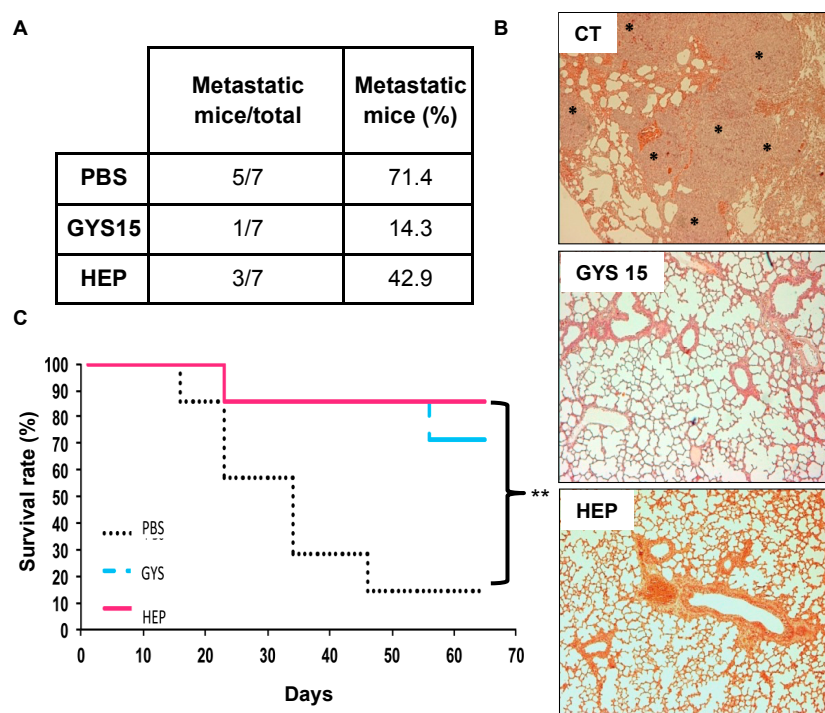 A
Metastatic mice/total
Metastatic mice (%)
PBS 5/7 71.4
GYS15 1/7 14.3
HEP 3/7 42.9
B
CT
* * * * * * *
GYS 15
HEP
C
Survival rate (%)
100
90
80
70
60
50
40
30
20
10
0
PBS
GYS
HEP
**
0 10 20 30 40 50 60 70
Days